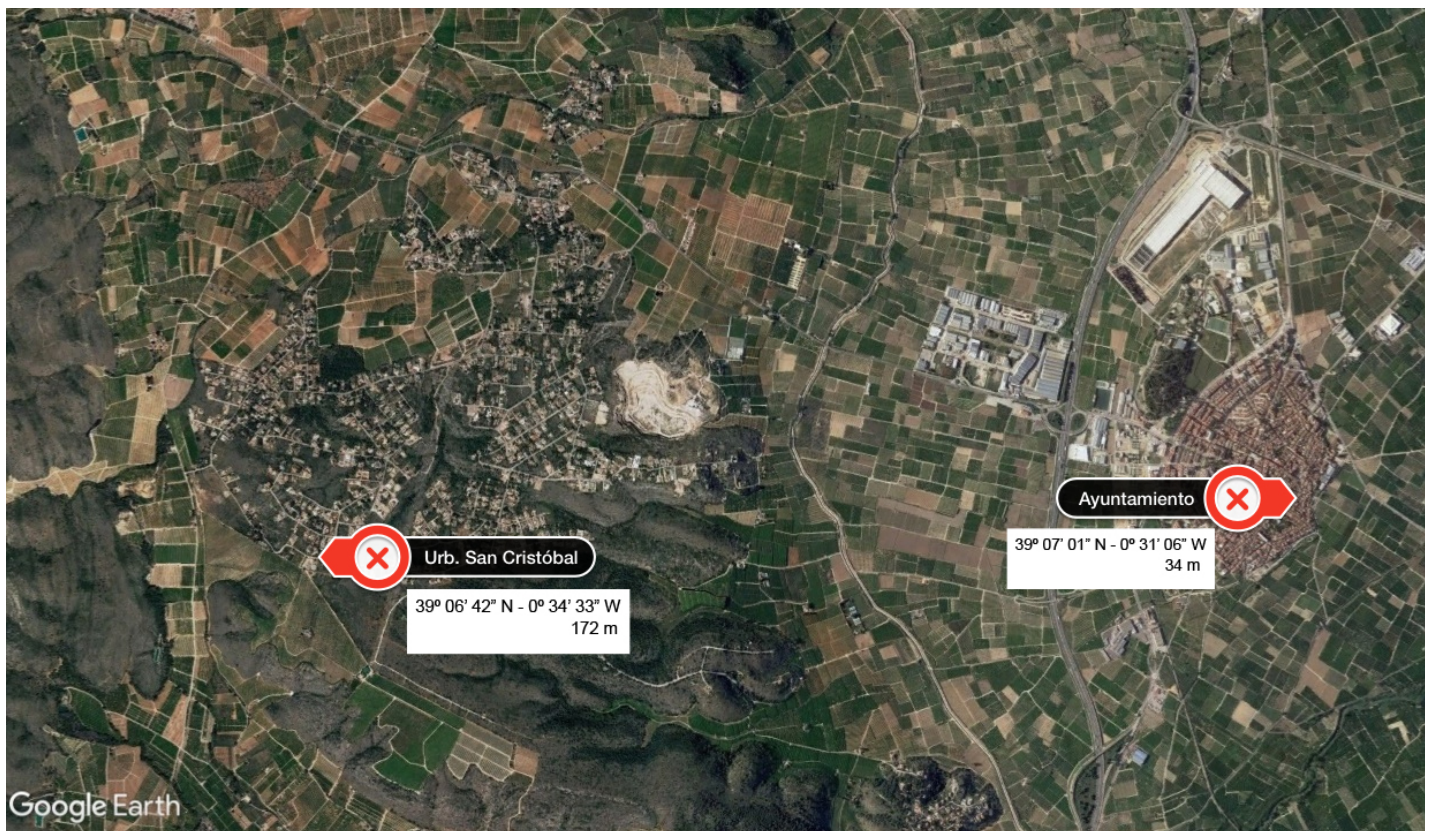 Ayuntamiento
39º 07’ 01” N - 0º 31’ 06” W
34 m
Urb. San Cristóbal
39º 06’ 42” N - 0º 34’ 33” W
172 m
Google Earth